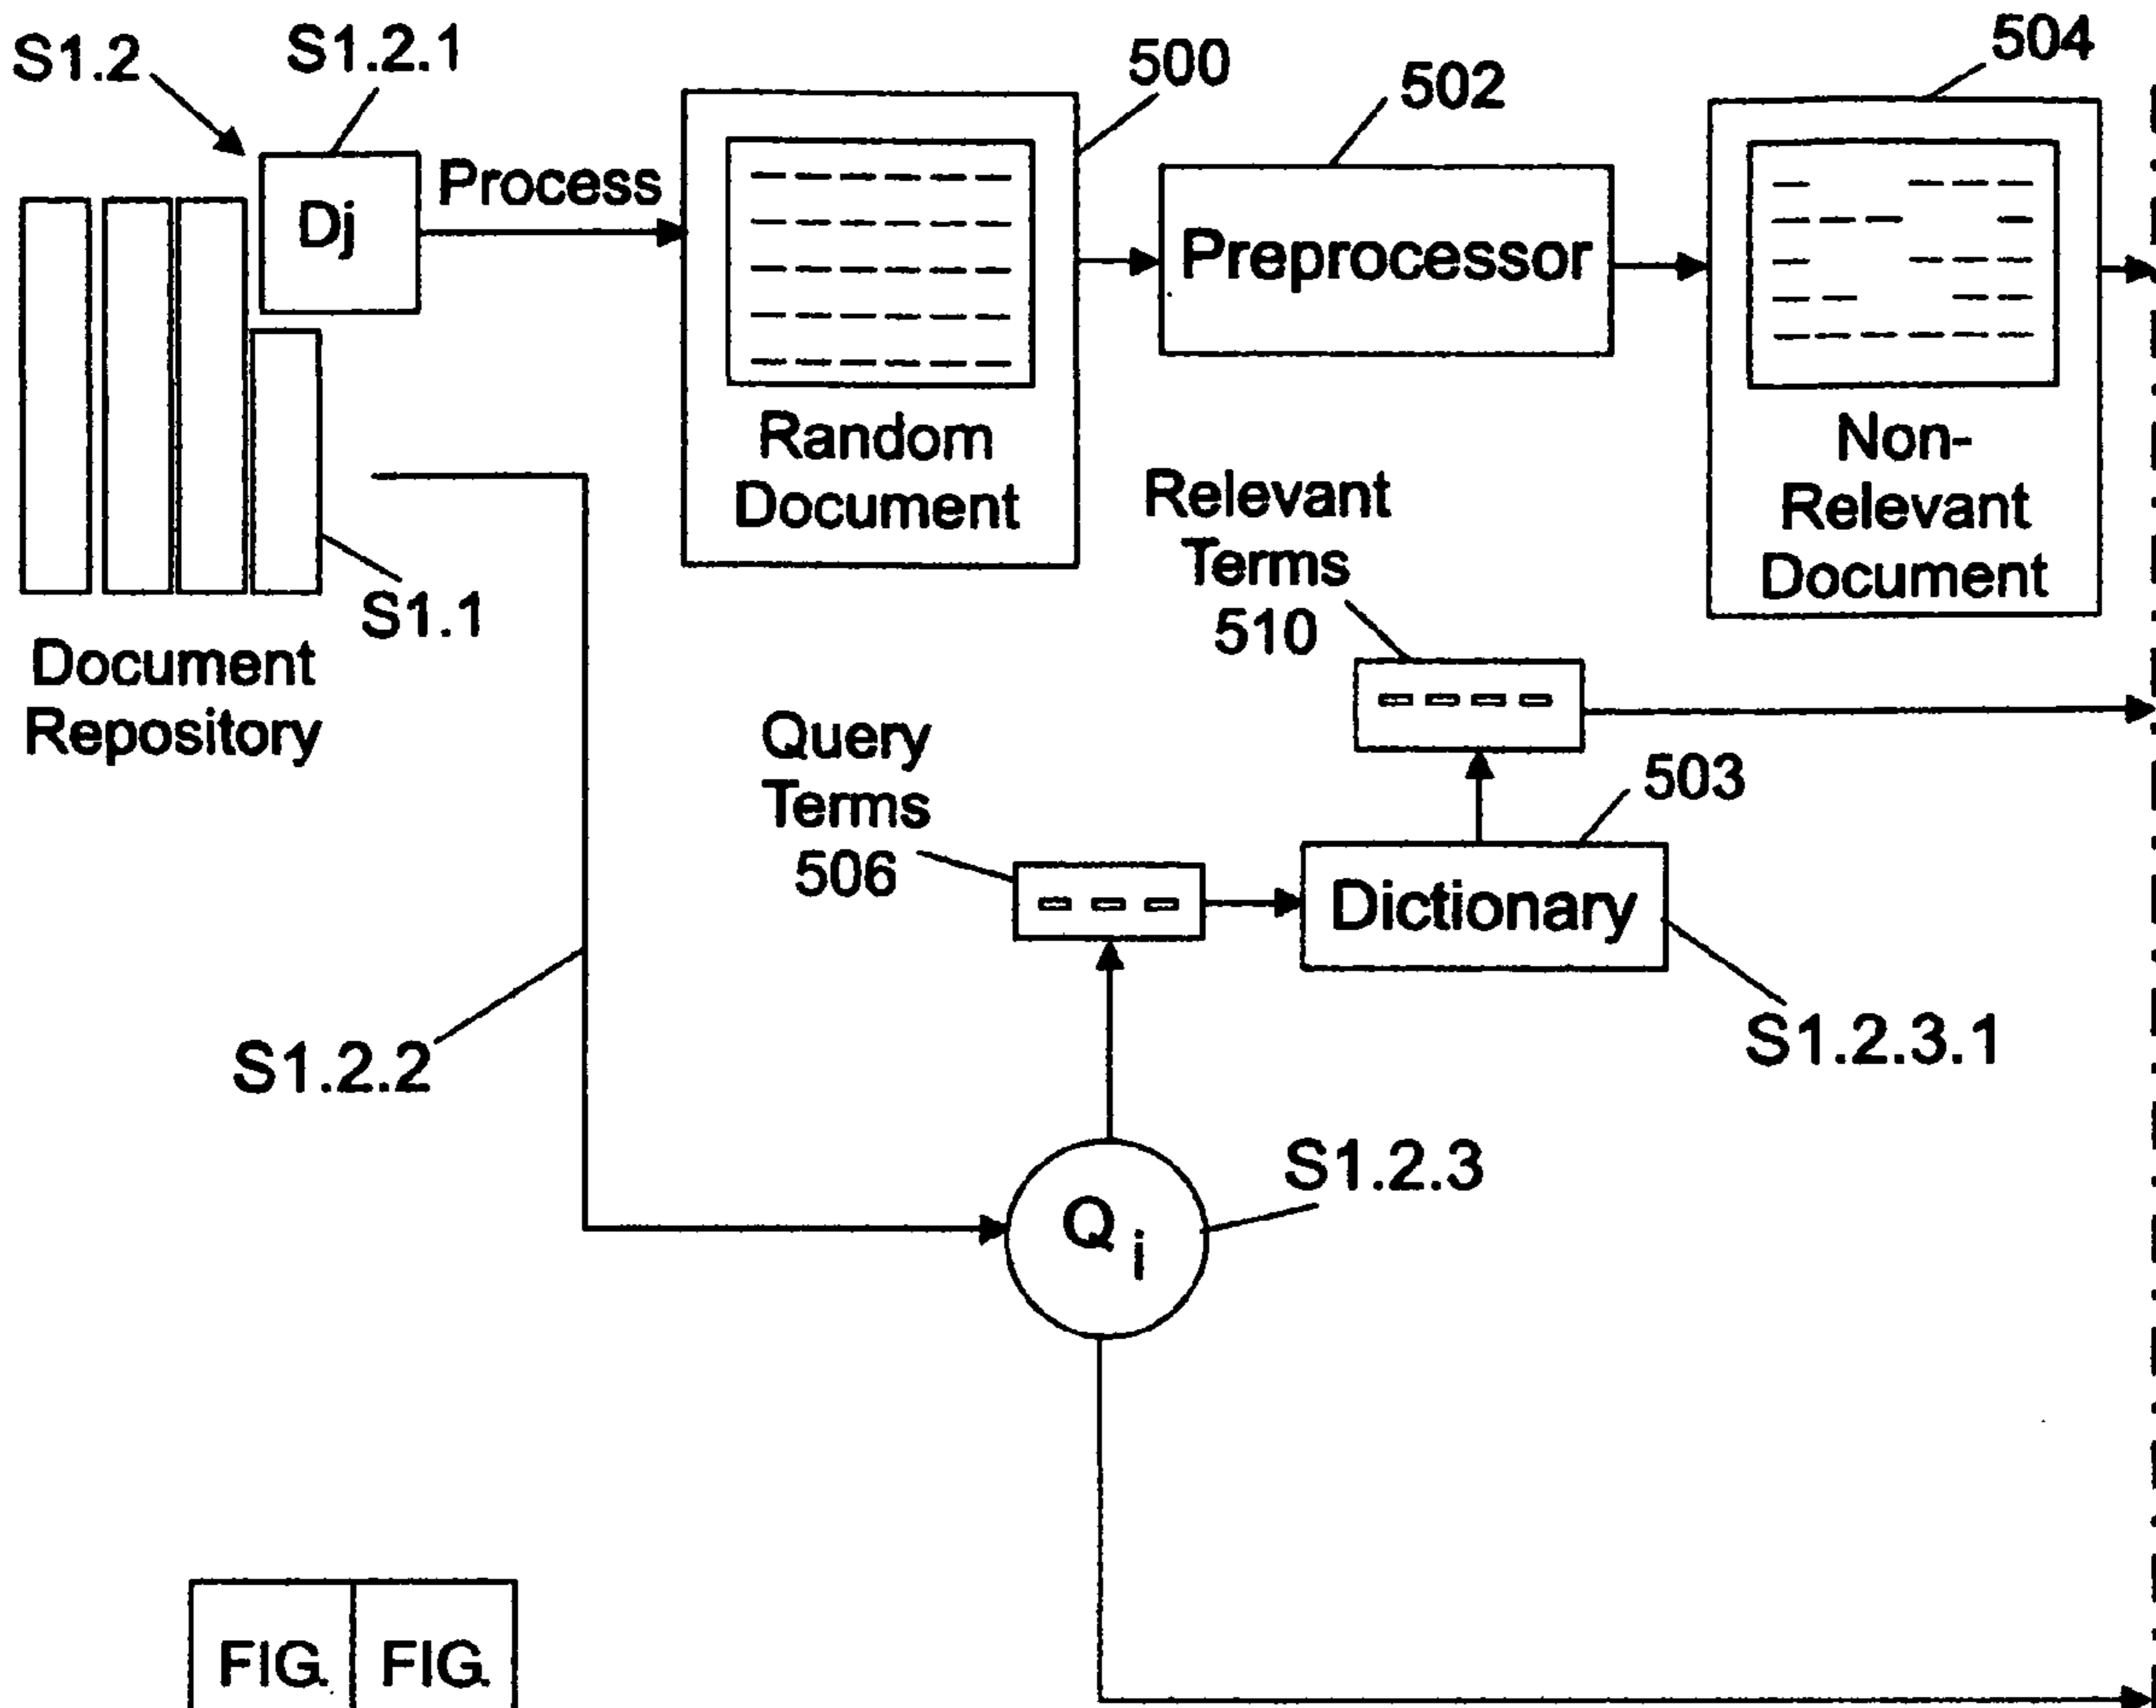 S1.2
S1.2.1
500
502
504
Process
Dj
Preprocessor
Random
Document
Non-
Relevant
Document
Relevant
Terms
510
S1.1
Document
Repository
Query
Terms
506
503
Dictionary
S1.2.2
S1.2.3.1
S1.2.3
Q i
FIG. FIG.